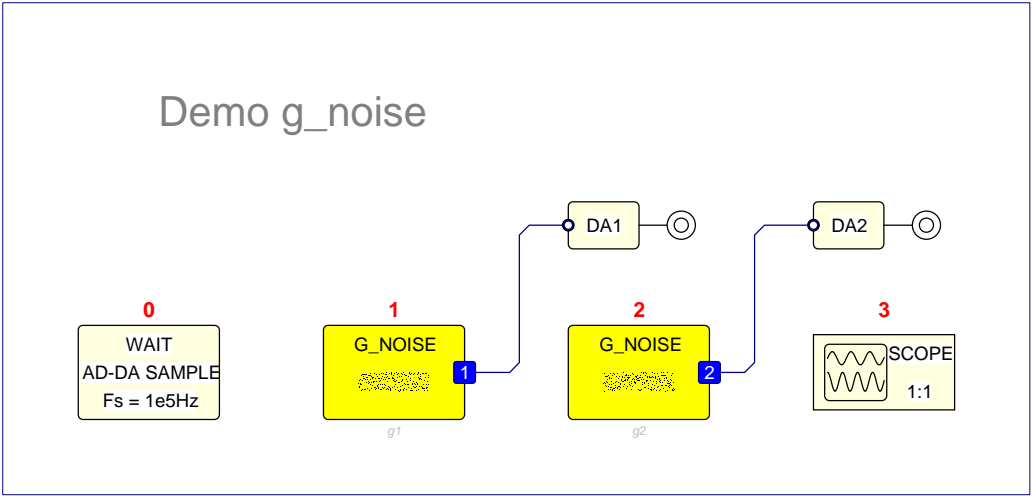 Demo g_noise
DA1
DA2
0
1
2
3
WAIT
AD-DA SAMPLE
Fs = 1e5Hz
G_NOISE
1
g1
G_NOISE
2
g2
SCOPE
1:1